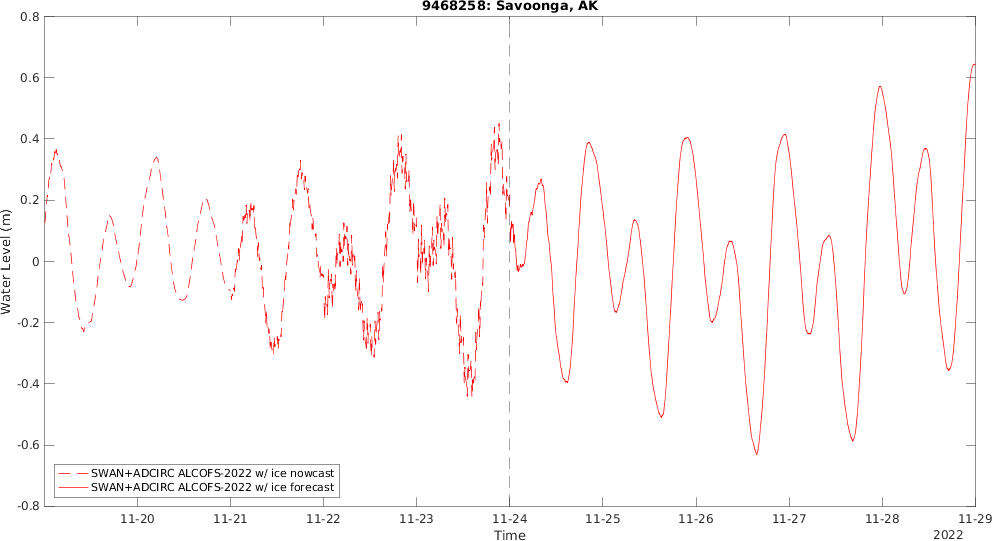 9468258: Savoonga, AK
0.8
0.6
0.4
0.2
0
-0.2
-0.4
-0.6
-0.8
Water Level (m)
SWAN+ADCIRC ALCOFS-2022 w/ ice nowcast
SWAN+ADCIRC ALCOFS-2022 w/ ice forecast
11-20 11-21 11-22 11-23 11-24 11-25 11-26 11-27 11-28 11-29
Time
2022